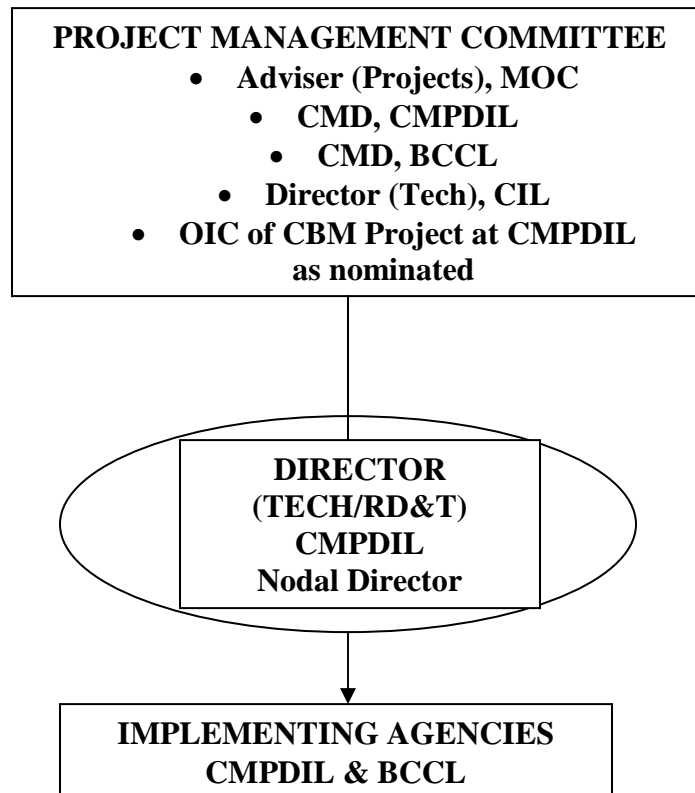 PROJECT MANAGEMENT COMMITTEE
• Adviser (Projects), MOC
• CMD, CMPDIL
• CMD, BCCL
• Director (Tech), CIL
• OIC of CBM Project at CMPDIL
as nominated
DIRECTOR
(TECH/RD&T)
CMPDIL
Nodal Director
IMPLEMENTING AGENCIES
CMPDIL & BCCL